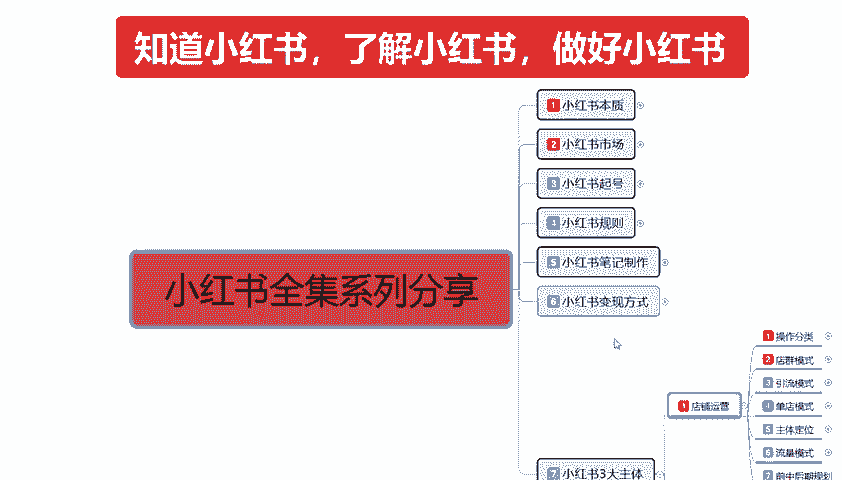 知道小红书，了解小红书，做好小红书
小红书全集系列分享
1 小红书本质
2 小红书市场
3 小红书起号
4 小红书规则
5 小红书笔记制作
6 小红书变现方式
7 小红书3大主体
1 店铺运营
1 操作分类
2 店群模式
3 引流模式
4 单店模式
5 主体定位
6 流量模式
7 前中后期规划